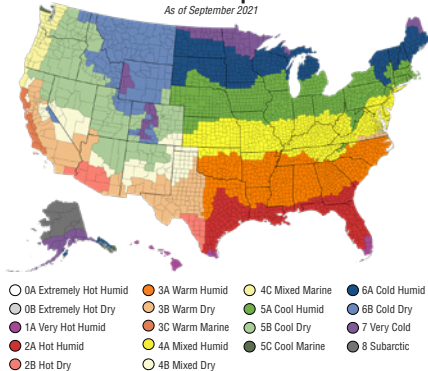 As of September 2021
0A Extremely Hot Humid
0B Extremely Hot Dry
1A Very Hot Humid
2A Hot Humid
2B Hot Dry
3A Warm Humid
3B Warm Dry
3C Warm Marine
4A Mixed Humid
4B Mixed Dry
4C Mixed Marine
5A Cool Humid
5B Cool Dry
5C Cool Marine
6A Cold Humid
6B Cold Dry
7 Very Cold
8 Subarctic